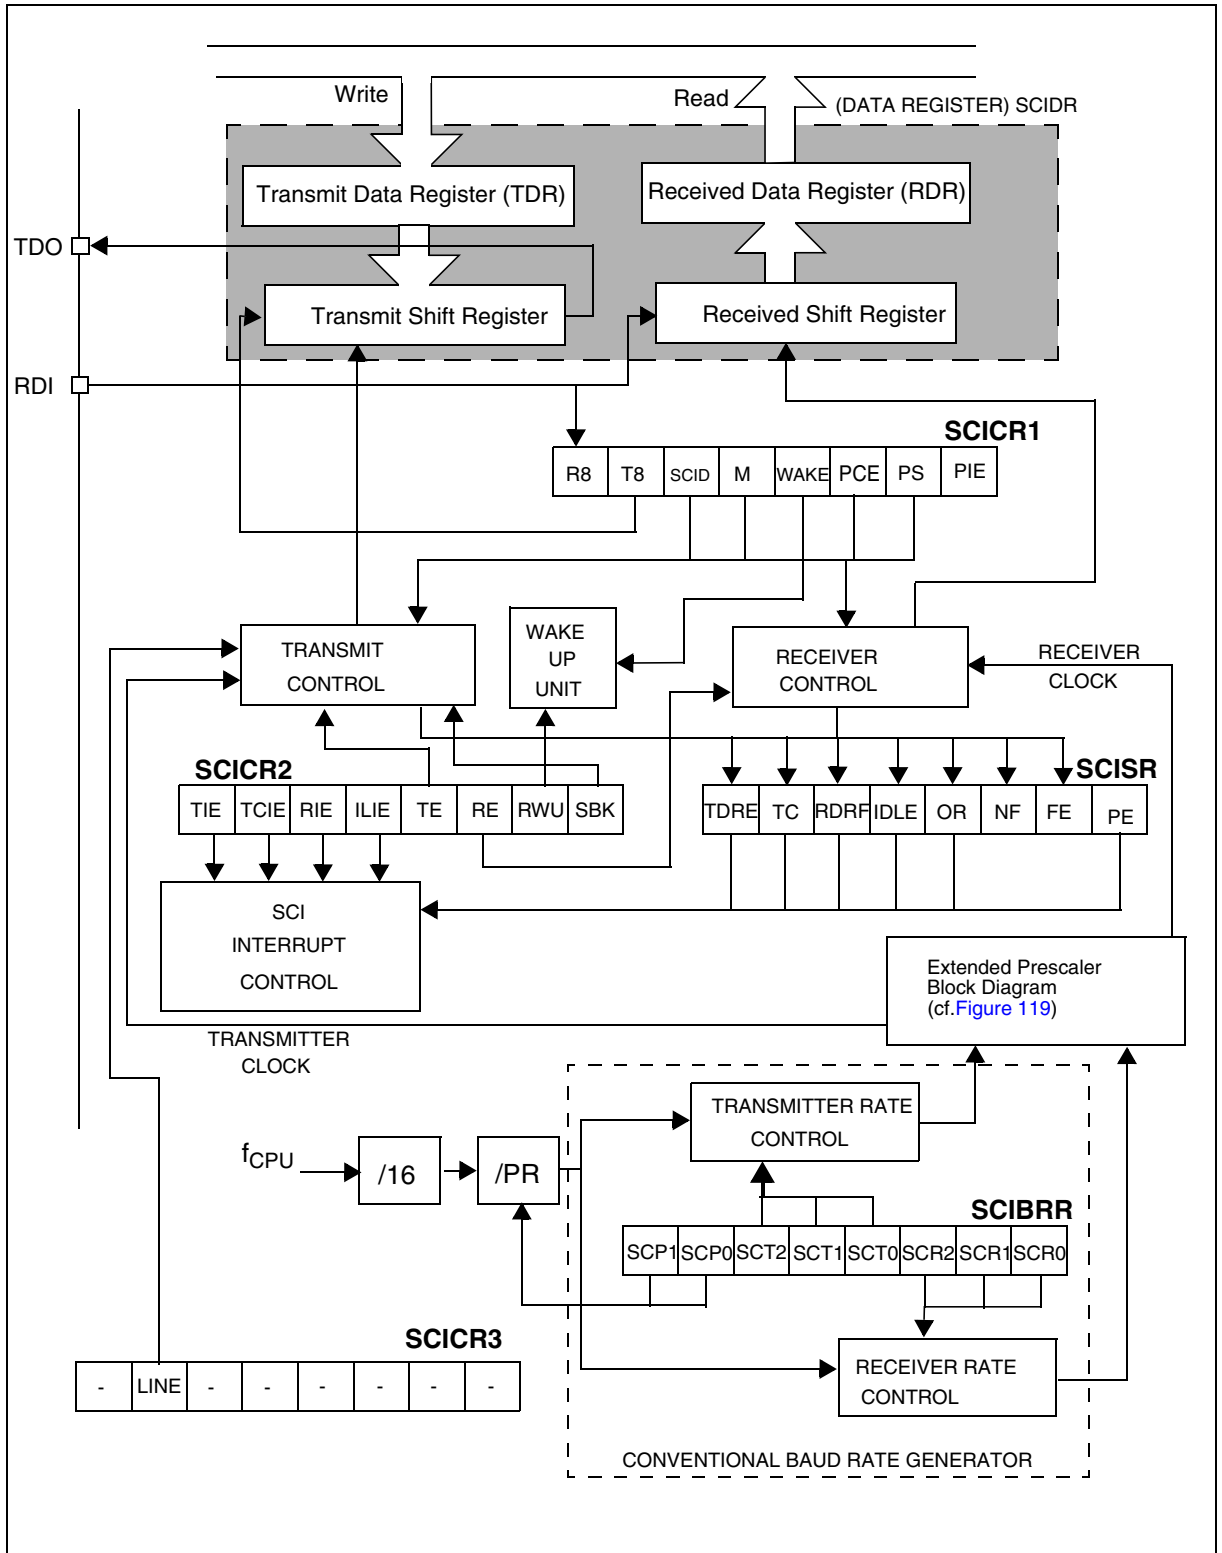 Write
Read
(DATA REGISTER) SCIDR
Transmit Data Register (TDR)
Received Data Register (RDR)
TDO
Transmit Shift Register
Received Shift Register
RDI
SCICR1
R8 T8 SCID M WAKE PCE PS PIE
TRANSMIT
CONTROL
WAKE
UP
UNIT
RECEIVER
CONTROL
RECEIVER
CLOCK
SCICR2
TIE TCIE RIE ILIE TE RE RWU SBK
SCISR
TDRE TC RDRF IDLE OR NF FE PE
SCI
INTERRUPT
CONTROL
Extended Prescaler
Block Diagram
(cf.Figure 119)
TRANSMITTER
CLOCK
TRANSMITTER RATE
CONTROL
fCPU
/16
/PR
SCIBRR
SCP1 SCP0 SCT2 SCT1 SCT0 SCR2 SCR1 SCR0
SCICR3
- LINE - - - - - -
RECEIVER RATE
CONTROL
CONVENTIONAL BAUD RATE GENERATOR